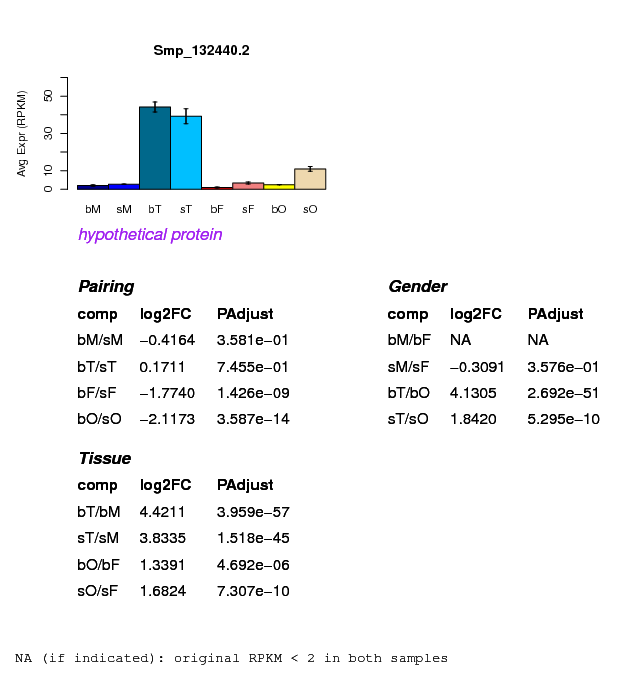 Smp_132440.2
Avg Expr (RPKM)
50
30
10
0
bM sM bT sT bF sF bO sO
hypothetical protein
Pairing
comp log2FC PAdjust
bM/sM −0.4164 3.581e−01
bT/sT 0.1711 7.455e−01
bF/sF −1.7740 1.426e−09
bO/sO −2.1173 3.587e−14
Gender
comp log2FC PAdjust
bM/bF NA NA
sM/sF −0.3091 3.576e−01
bT/bO 4.1305 2.692e−51
sT/sO 1.8420 5.295e−10
Tissue
comp log2FC PAdjust
bT/bM 4.4211 3.959e−57
sT/sM 3.8335 1.518e−45
bO/bF 1.3391 4.692e−06
sO/sF 1.6824 7.307e−10
NA (if indicated): original RPKM < 2 in both samples